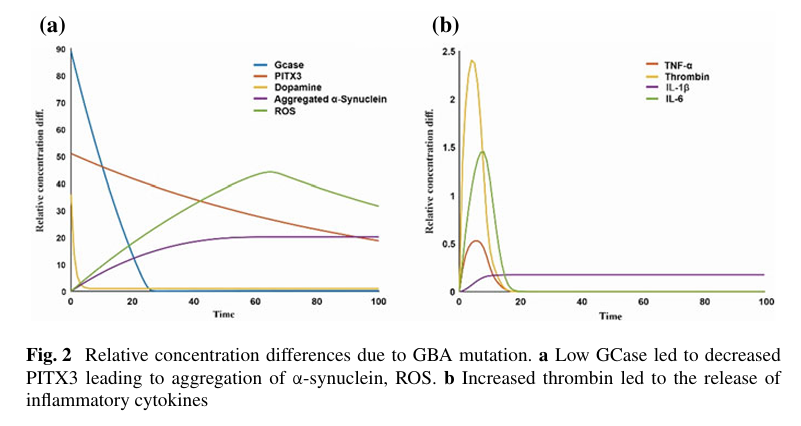 (a)
Relative concentration diff.
90
80
70
60
50
40
30
20
10
0
Gcase
PITX3
Dopamine
Aggregated α-Synuclein
ROS
0 20 40 60 80 100
Time
(b)
Relative concentration diff.
2.5
2
1.5
1
0.5
0
TNF-α
Thrombin
IL-1β
IL-6
0 20 40 60 80 100
Time
Fig. 2 Relative concentration differences due to GBA mutation. a Low GCase led to decreased
PITX3 leading to aggregation of α-synuclein, ROS. b Increased thrombin led to the release of
inflammatory cytokines